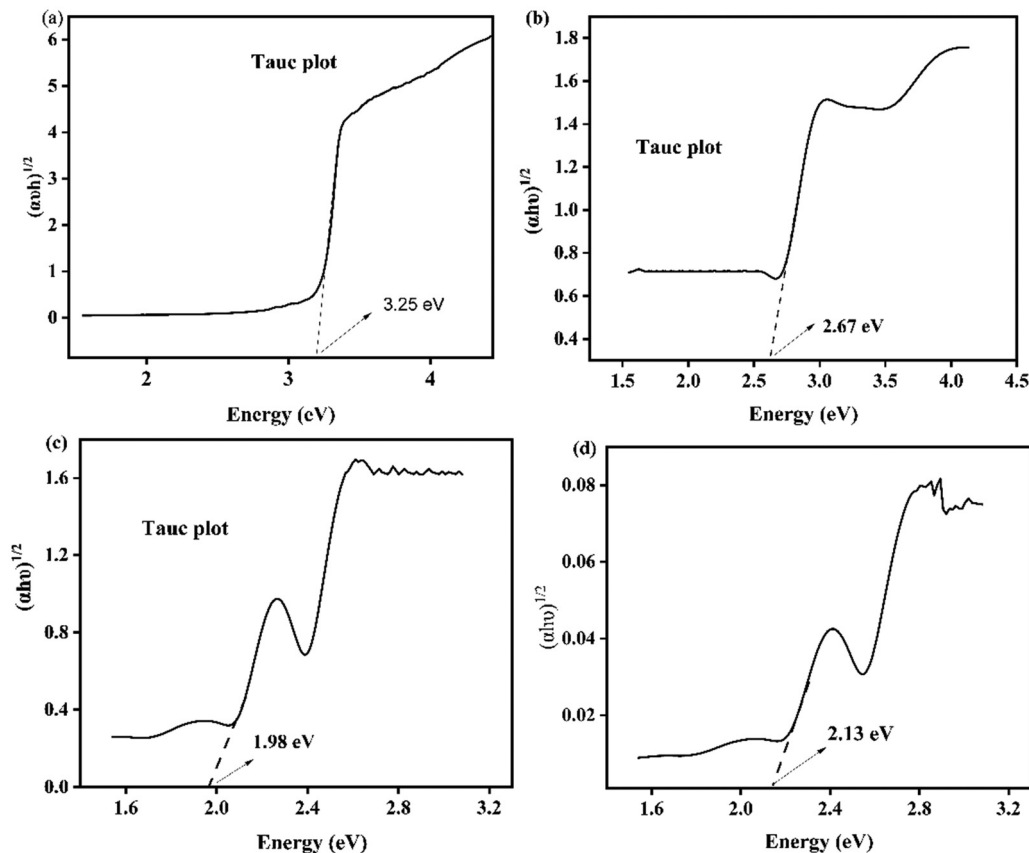 (a)
6
5
4
3
2
1
0
(αυh)1/2
Tauc plot
3.25 eV
2
3
4
Energy (eV)
(b)
1.8
1.6
1.4
1.2
1.0
0.8
0.6
0.4
(αhυ)1/2
Tauc plot
2.67 eV
1.5
2.0
2.5
3.0
3.5
4.0
4.5
Energy (eV)
(c)
1.6
1.2
0.8
0.4
0.0
(αhυ)1/2
Tauc plot
1.98 eV
1.6
2.0
2.4
2.8
3.2
Energy (eV)
(d)
0.08
0.06
0.04
0.02
(αhυ)1/2
2.13 eV
1.6
2.0
2.4
2.8
3.2
Energy (eV)